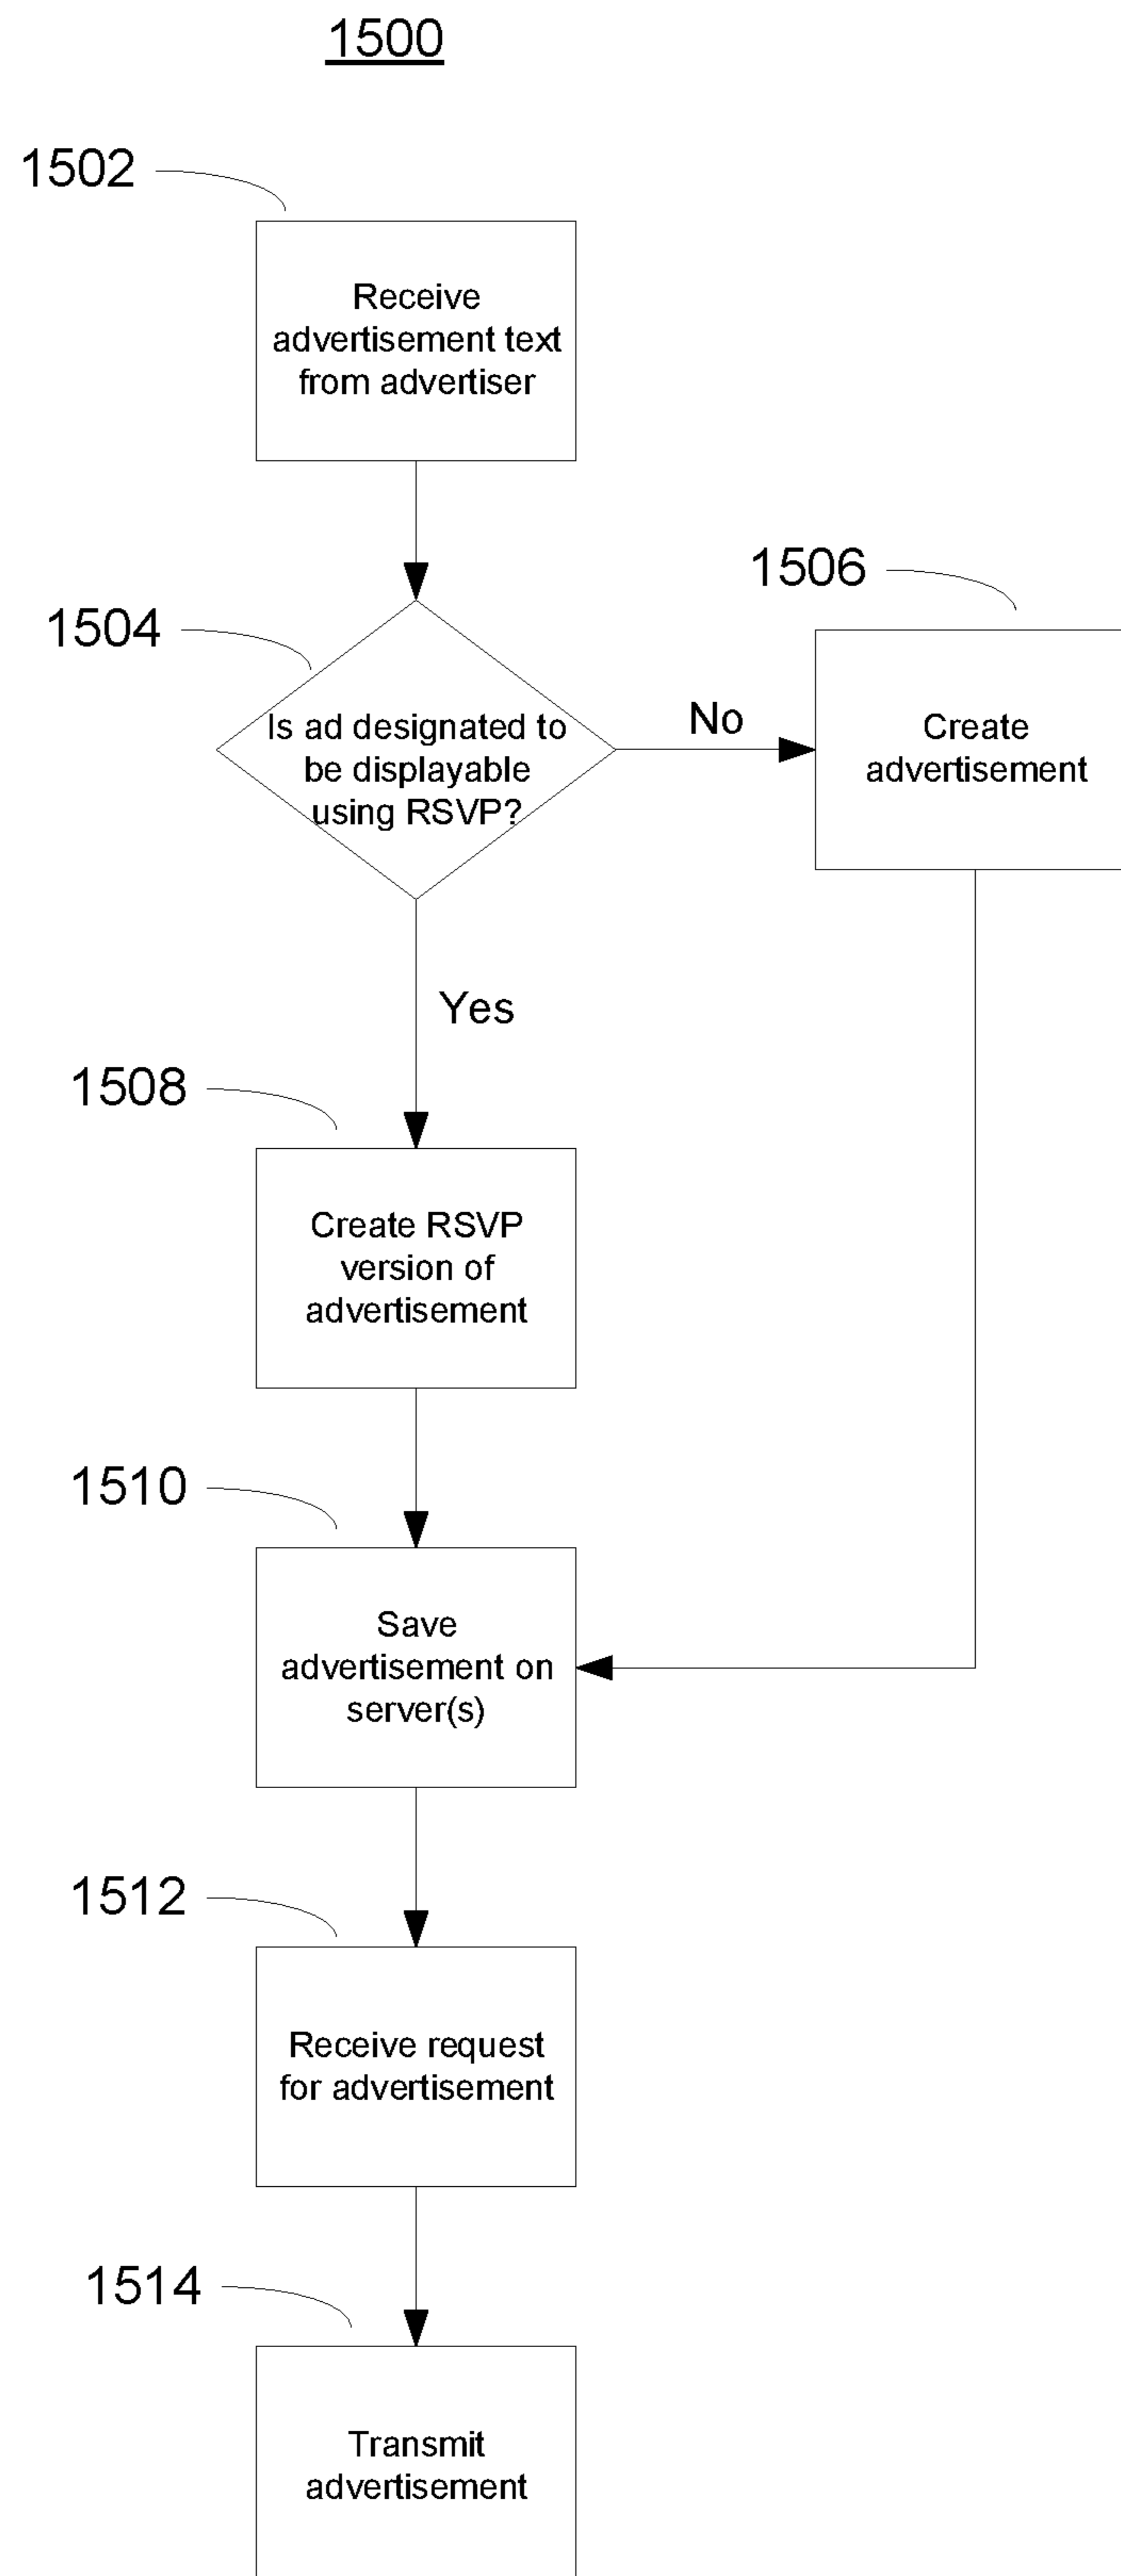 1500
1502
Receive
advertisement text
from advertiser
1504
Is ad designated to
be displayable
using RSVP?
No
1506
Create
advertisement
Yes
1508
Create RSVP
version of
advertisement
1510
Save
advertisement on
server(s)
1512
Receive request
for advertisement
1514
Transmit
advertisement